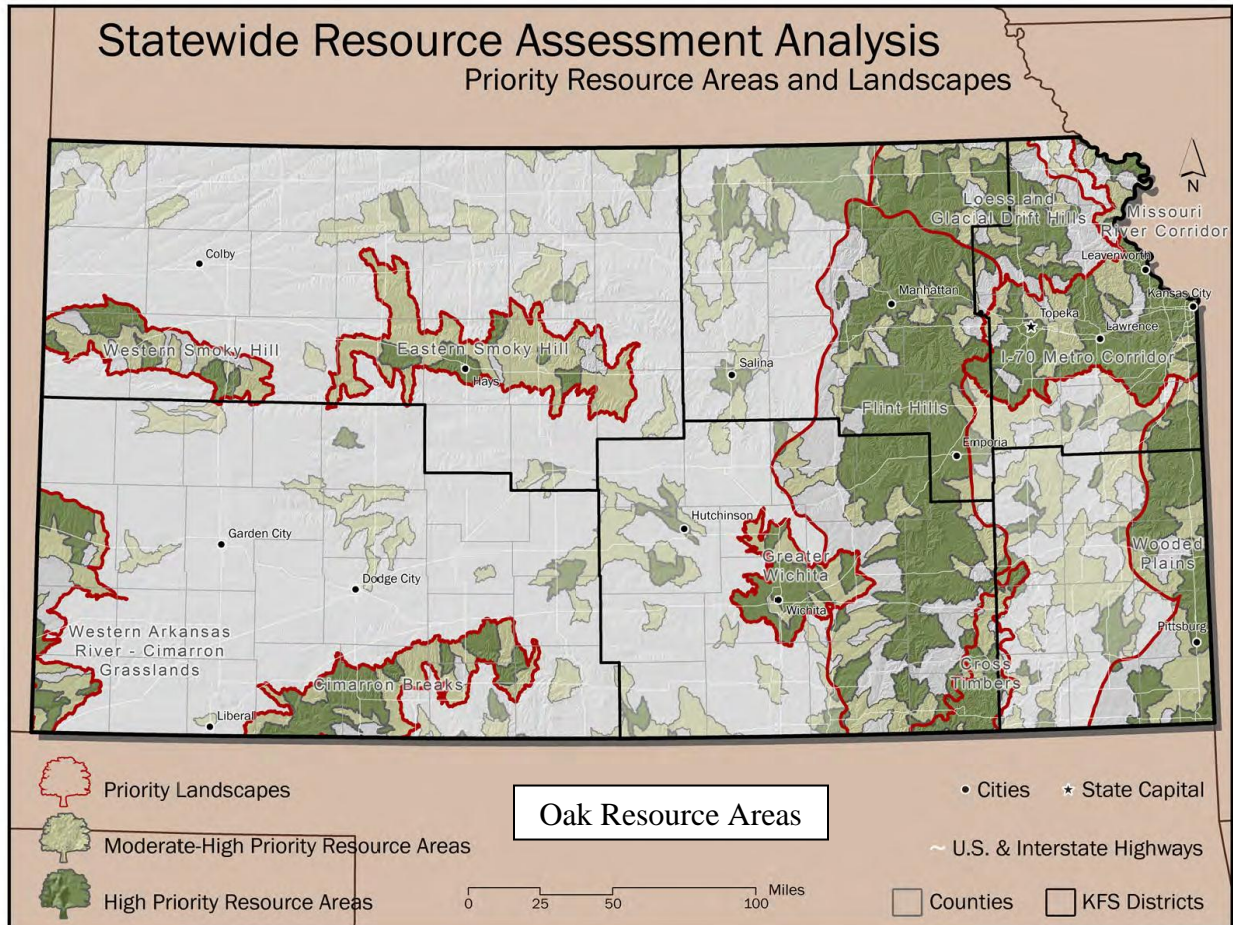 Statewide Resource Assessment Analysis
Priority Resource Areas and Landscapes
N
Loess and
Glacial Drift Hills
Missouri
River Corridor
Colby
Leavenworth
Manhattan
Kansas City
Topeka
Lawrence
Western Smoky Hill
Eastern Smoky Hill
I-70 Metro Corridor
Hays
Salina
Flint Hills
Emporia
Hutchinson
Garden City
Greater
Wichita
Wooded
Plains
Dodge City
Wichita
Western Arkansas
River - Cimarron
Grasslands
Pittsburg
Cross
Timbers
Cimarron Breaks
Liberal
Priority Landscapes
Moderate-High Priority Resource Areas
High Priority Resource Areas
Oak Resource Areas
0 25 50 100
Miles
Cities
State Capital
U.S. & Interstate Highways
Counties
KFS Districts